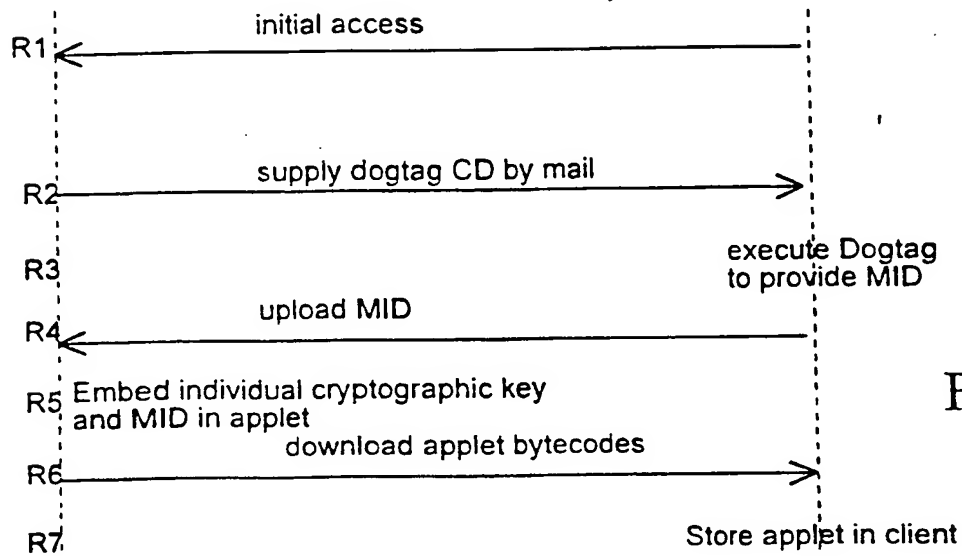 initial access
R1
supply dogtag CD by mail
R2
execute Dogtag
to provide MID
R3
upload MID
R4
R5 Embed individual cryptographic key
and MID in applet
download applet bytecodes
R6
Store applet in client
R7